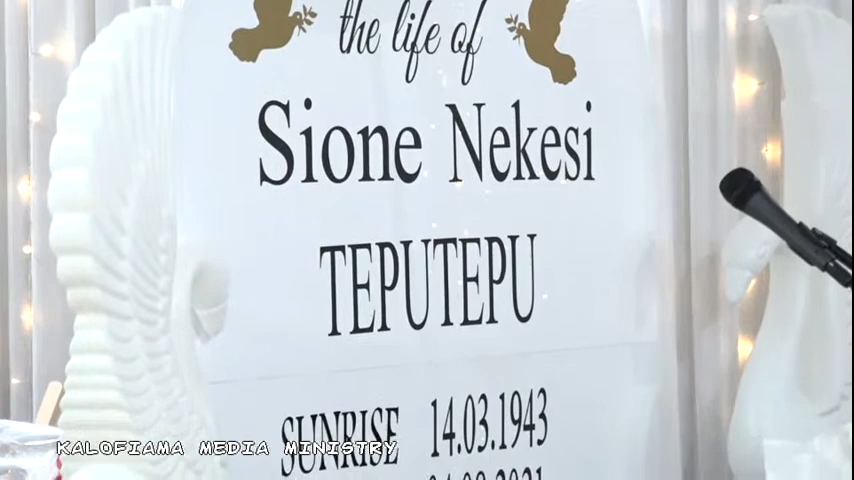 the life of
Sione Nekesi
TEPUTEPU
SUNRISE 14.03.1943
KALOFIAMA MEDIA MINISTRY